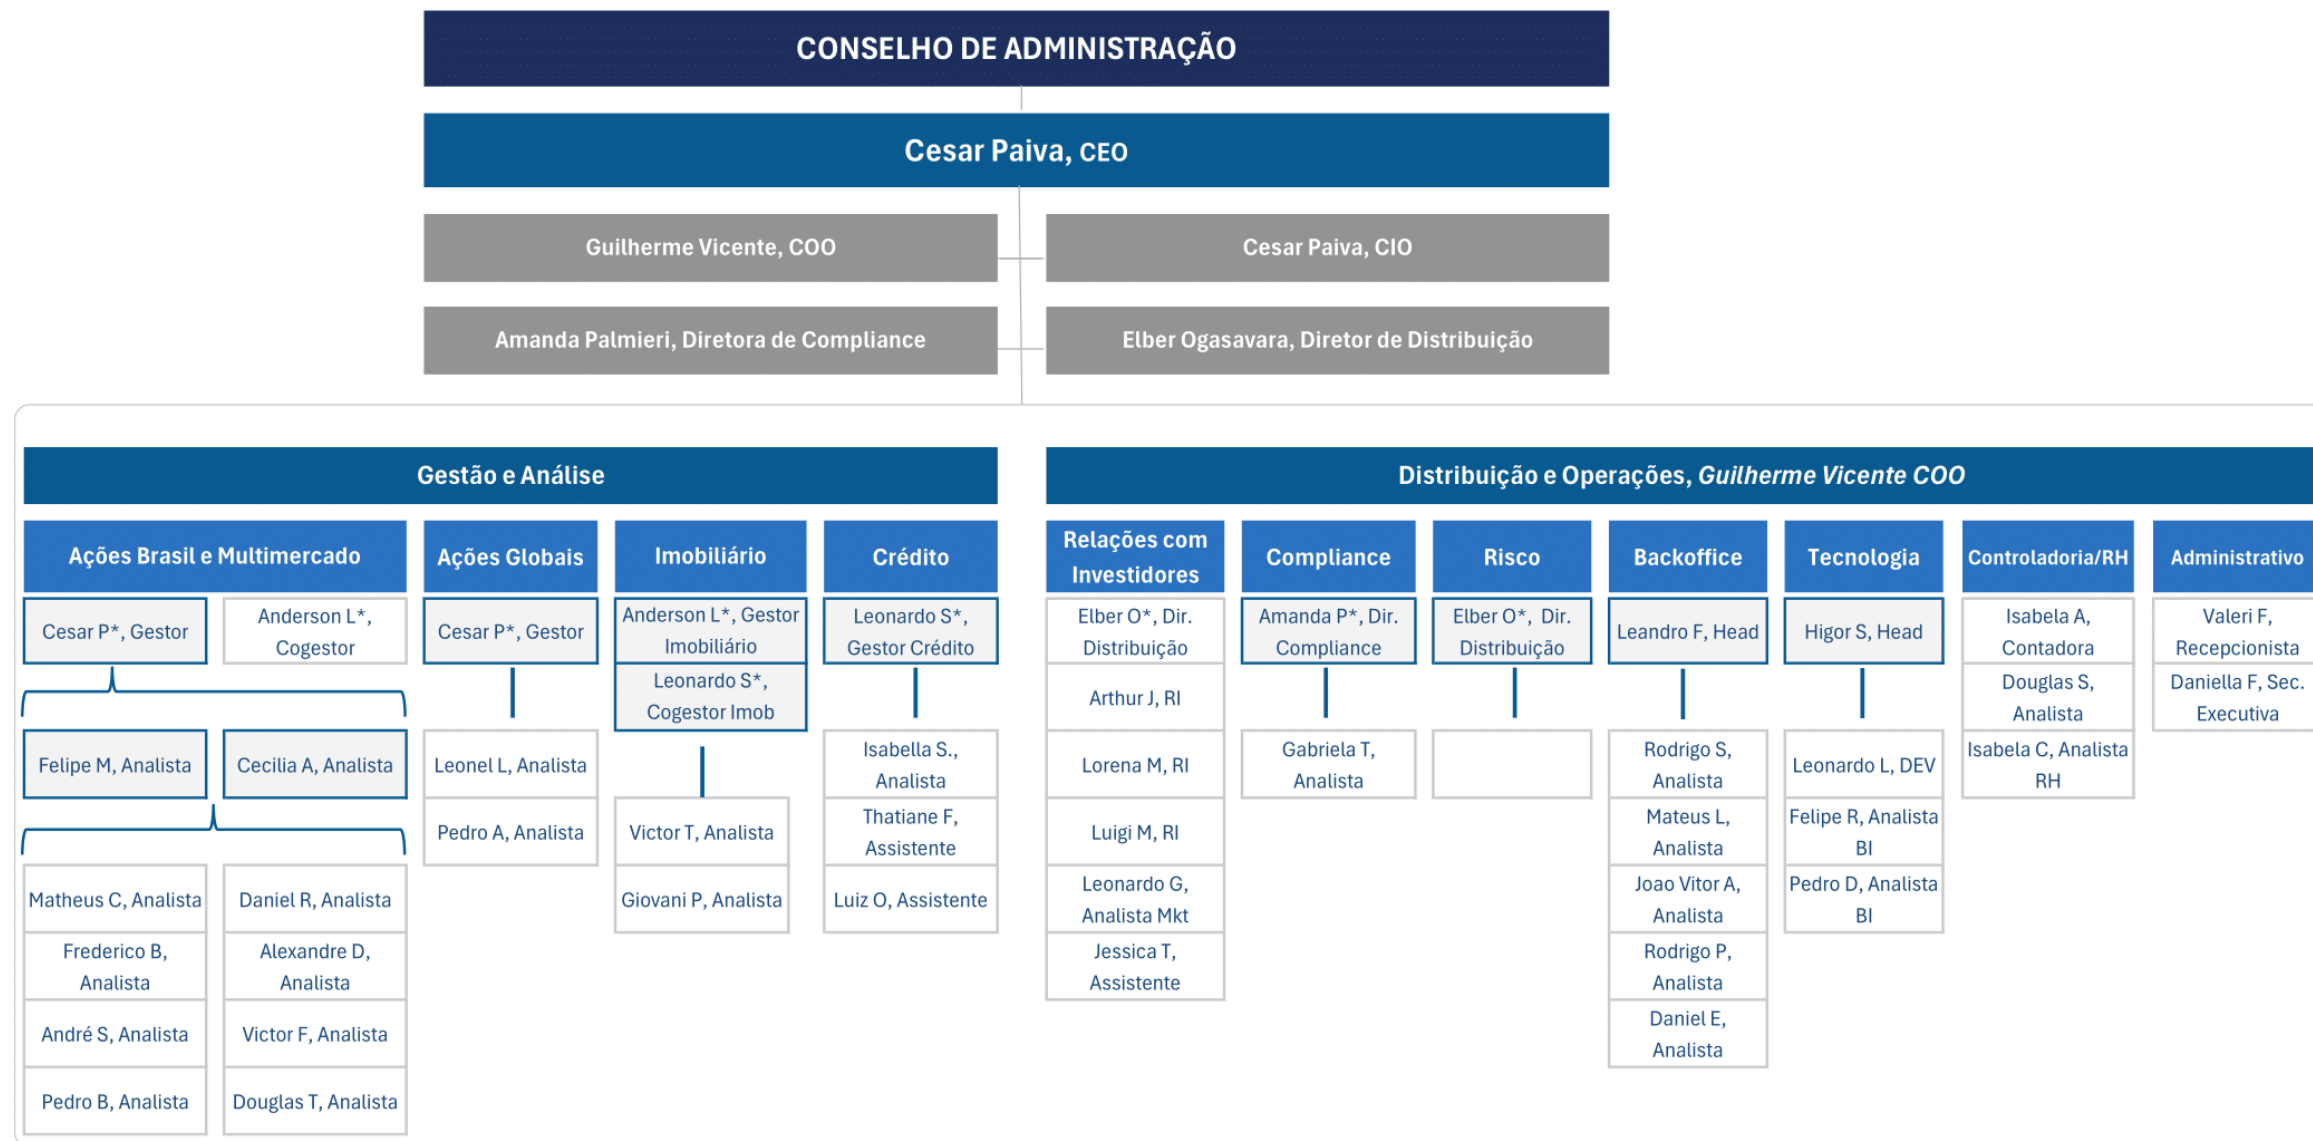 CONSELHO DE ADMINISTRAÇÃO
Cesar Paiva, CEO
Guilherme Vicente, COO
Cesar Paiva, CIO
Amanda Palmieri, Diretora de Compliance
Elber Ogasavara, Diretor de Distribuição
Gestão e Análise
Ações Brasil e Multimercado
Cesar P*, Gestor
Anderson L*,
Cogestor
Felipe M, Analista
Cecilia A, Analista
Matheus C, Analista
Daniel R, Analista
Frederico B,
Analista
Alexandre D,
Analista
André S, Analista
Victor F, Analista
Pedro B, Analista
Douglas T, Analista
Ações Globais
Cesar P*, Gestor
Leonel L, Analista
Pedro A, Analista
Imobiliário
Anderson L*, Gestor
Imobiliário
Leonardo S*,
Cogestor Imob
Victor T, Analista
Giovani P, Analista
Crédito
Leonardo S*,
Gestor Crédito
Isabella S.,
Analista
Thatiane F,
Assistente
Luiz O, Assistente
Distribuição e Operações, Guilherme Vicente COO
Relações com
Investidores
Elber O*, Dir.
Distribuição
Arthur J, RI
Lorena M, RI
Luigi M, RI
Leonardo G,
Analista Mkt
Jessica T,
Assistente
Compliance
Amanda P*, Dir.
Compliance
Gabriela T,
Analista
Risco
Elber O*, Dir.
Distribuição
Backoffice
Leandro F, Head
Rodrigo S,
Analista
Mateus L,
Analista
Joao Vitor A,
Analista
Rodrigo P,
Analista
Daniel E,
Analista
Tecnologia
Higor S, Head
Leonardo L, DEV
Felipe R, Analista
BI
Pedro D, Analista
BI
Controladoria/RH
Isabela A,
Contadora
Douglas S,
Analista
Isabela C, Analista
RH
Administrativo
Valeri F,
Recepcionista
Daniella F, Sec.
Executiva